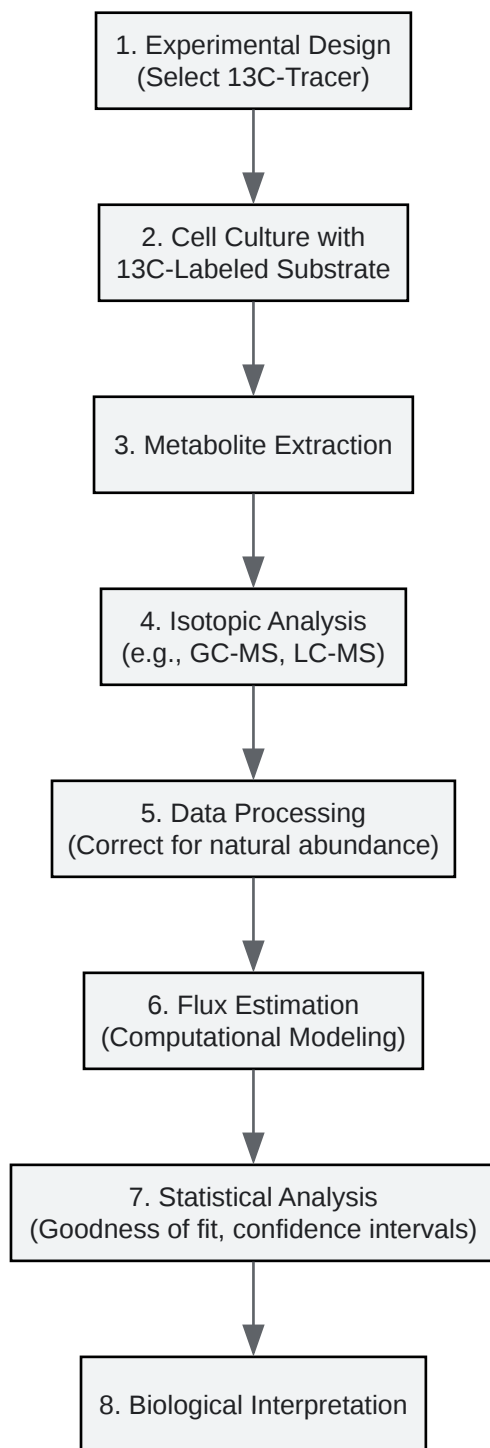 1. Experimental Design
(Select 13C-Tracer)
2. Cell Culture with
13C-Labeled Substrate
3. Metabolite Extraction
4. Isotopic Analysis
(e.g., GC-MS, LC-MS)
5. Data Processing
(Correct for natural abundance)
6. Flux Estimation
(Computational Modeling)
7. Statistical Analysis
(Goodness of fit, confidence intervals)
8. Biological Interpretation